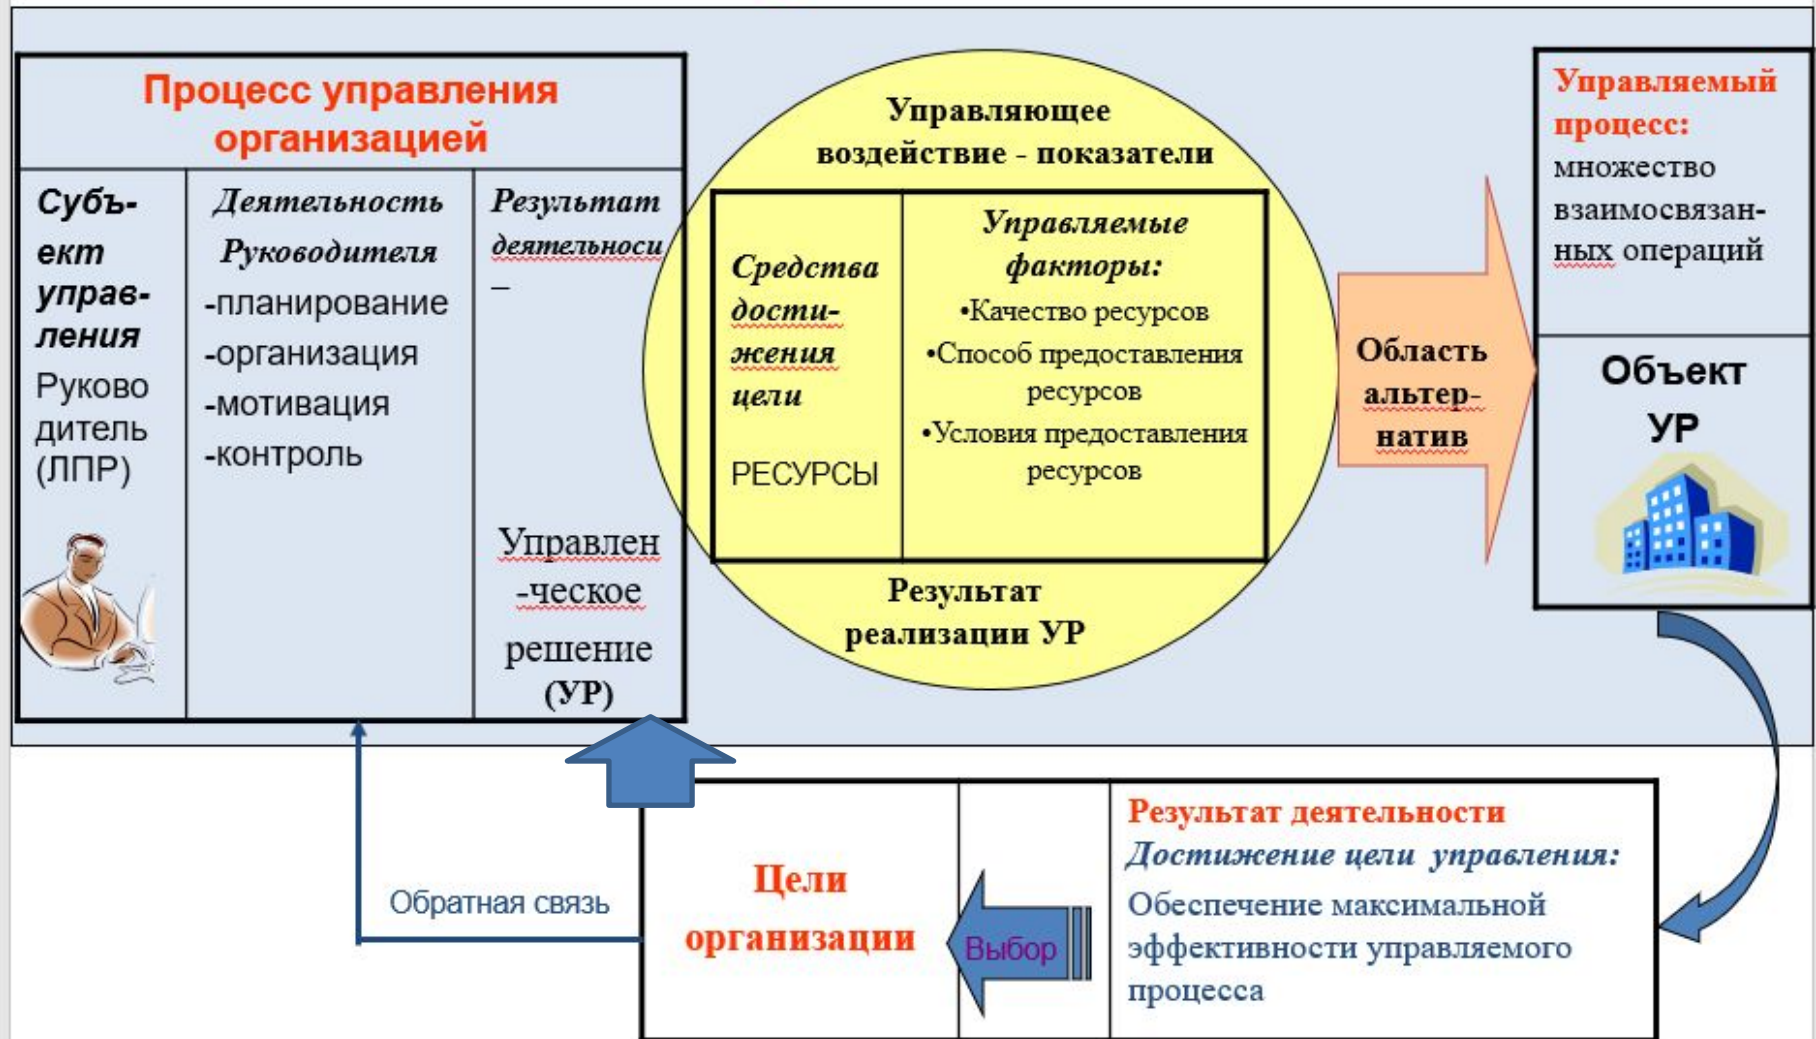 Процесс управления
организацией
Субъ-
ект
управ-
ления
Руково
дитель
(ЛПР)
Деятельность
Руководителя
-планирование
-организация
-мотивация
-контроль
Результат
деятельноси
–
Управлен
-ческое
решение
(УР)
Управляющее
воздействие - показатели
Средства
дости-
жения
цели
РЕСУРСЫ
Управляемые
факторы:
•Качество ресурсов
•Способ предоставления
ресурсов
•Условия предоставления
ресурсов
Результат
реализации УР
Область
альтер-
натив
Управляемый
процесс:
множество
взаимосвязан-
ных операций
Объект
УР
Обратная связь
Цели
организации
Выбор
Результат деятельности
Достижение цели управления:
Обеспечение максимальной
эффективности управляемого
процесса